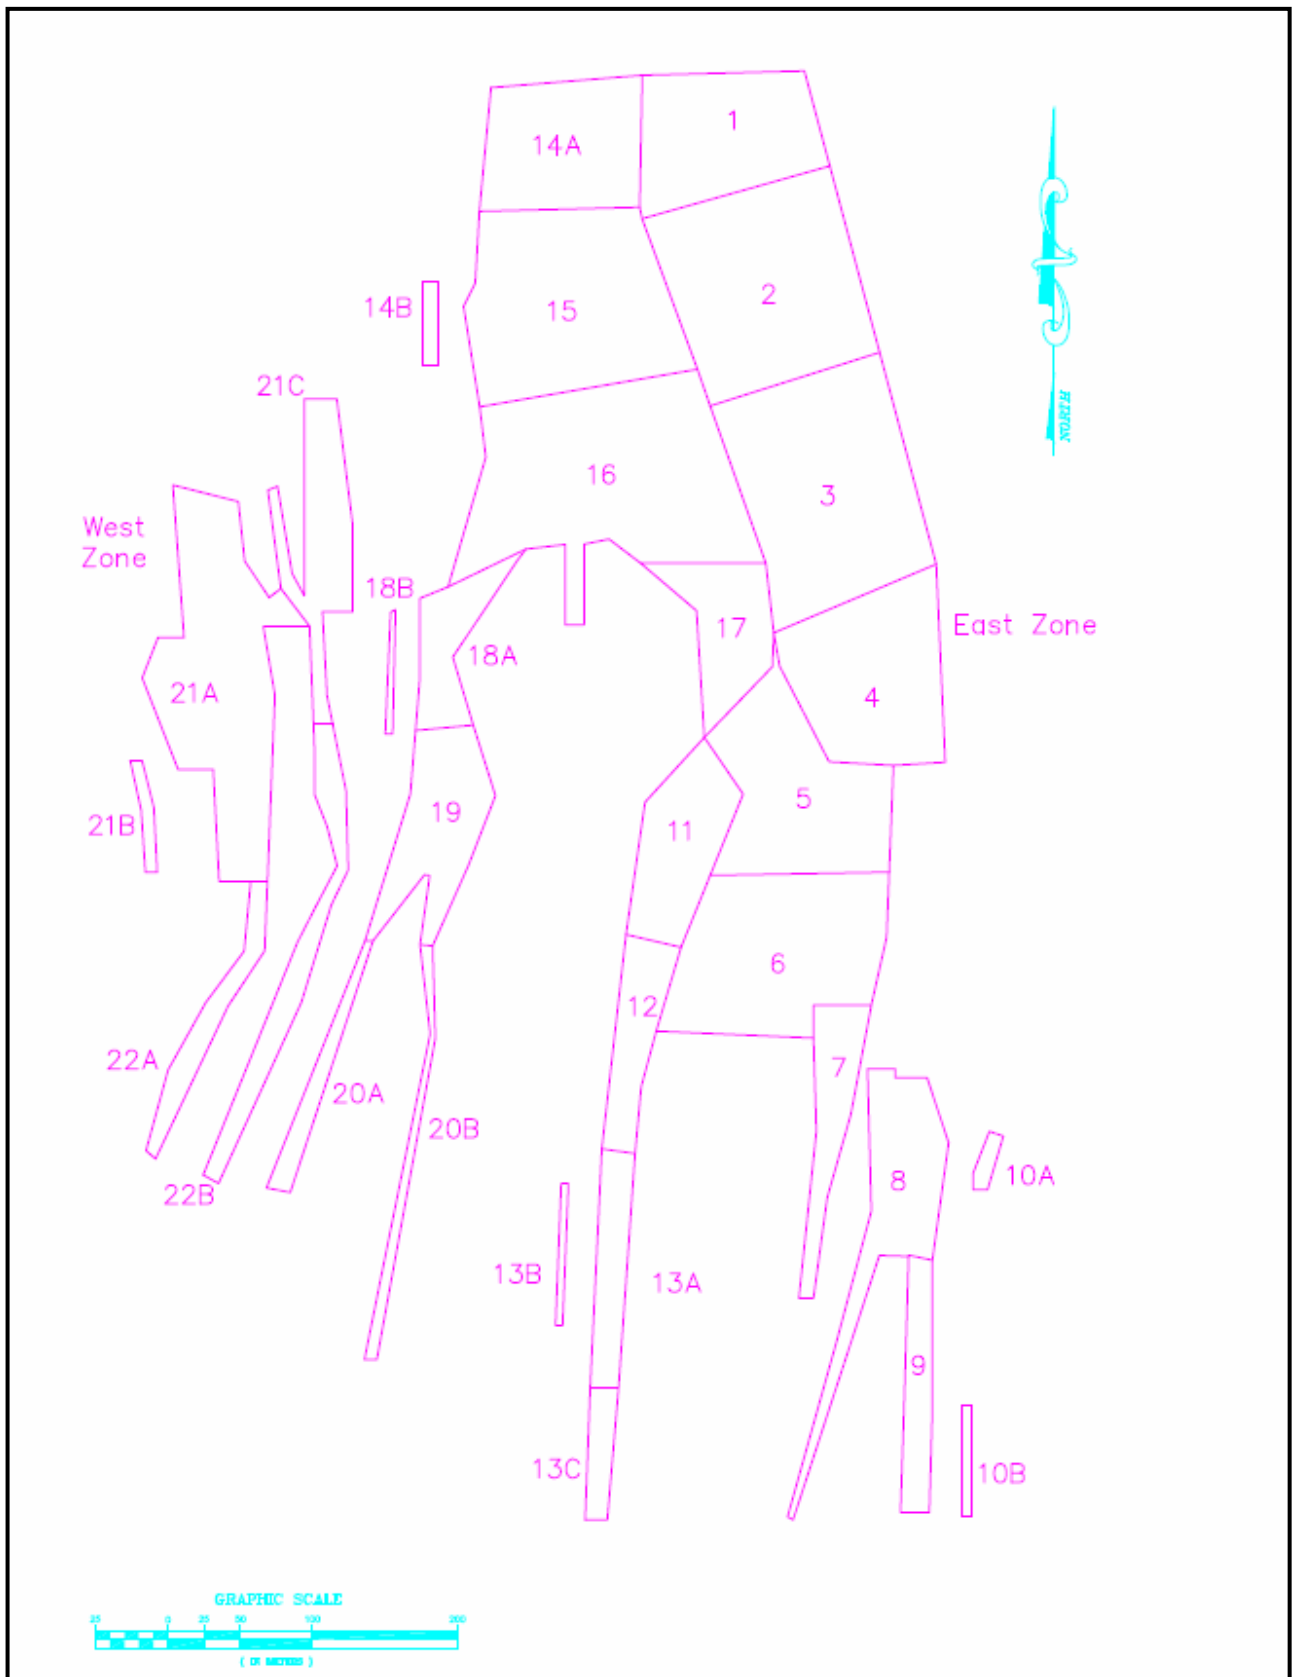 1
14A
2
14B
15
21C
16
3
West
Zone
18B
17
East Zone
18A
21A
4
5
21B
19
11
6
12
22A
7
20A
20B
8
10A
22B
13B
13A
9
13C
10B
GRAPHIC SCALE
25 0 25 50 100 200
( IN METERS )
NORTH